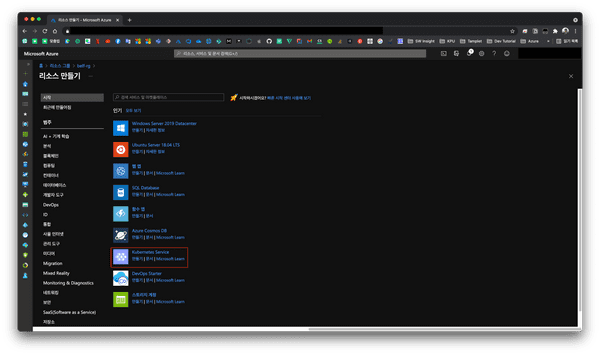 리소스 만들기 - Microsoft Azure
SW Insight
KPU
Templet
Dev Tutorial
Azure
읽기 목록
Microsoft Azure
리소스, 서비스 및 문서 검색(G+/)
홈 > 리소스 그룹 >
리소스 만들기
시작
최근에 만들어짐
범주
AI + 기계 학습
분석
블록체인
컴퓨팅
컨테이너
데이터베이스
개발자 도구
DevOps
ID
통합
사물 인터넷
관리 도구
미디어
Migration
Mixed Reality
Monitoring & Diagnostics
네트워킹
보안
SaaS(Software as a Service)
저장소
검색 서비스 및 마켓플레이스
시작하시겠어요? 빠른 시작 센터 사용해 보기
인기 모두 보기
Windows Server 2019 Datacenter
만들기 | 자세한 정보
Ubuntu Server 18.04 LTS
만들기 | 자세한 정보
웹 앱
만들기 | 문서 | Microsoft Learn
SQL Database
만들기 | 문서 | Microsoft Learn
함수 앱
만들기 | 문서
Azure Cosmos DB
만들기 | 문서 | Microsoft Learn
Kubernetes Service
만들기 | 문서 | Microsoft Learn
DevOps Starter
만들기 | 문서 | Microsoft Learn
스토리지 계정
만들기 | 문서 | Microsoft Learn